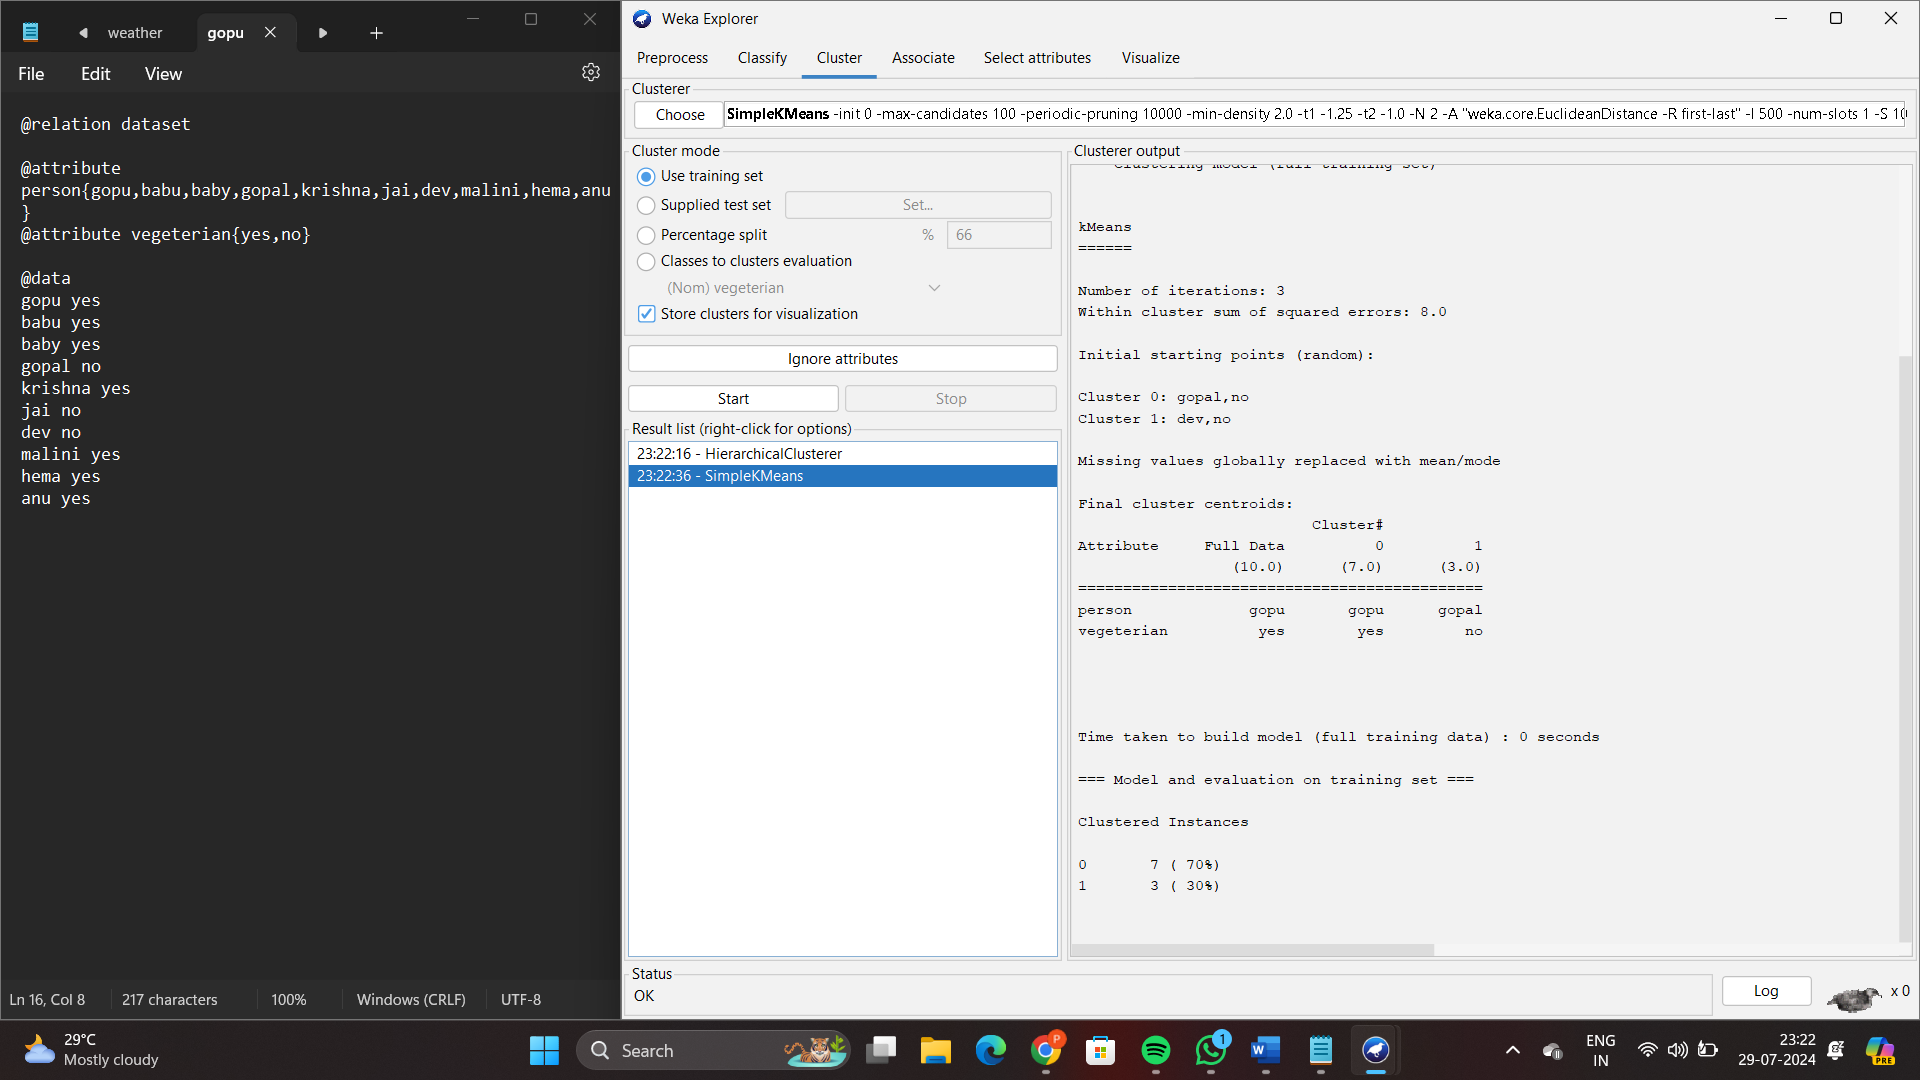 weather
gopu
File
Edit
View
@relation dataset
@attribute
person{gopu,babu,baby,gopal,krishna,jai,dev,malini,hema,anu
}
@attribute vegeterian{yes,no}
@data
gopu yes
babu yes
baby yes
gopal no
krishna yes
jai no
dev no
malini yes
hema yes
anu yes
Ln 16, Col 8
217 characters
100%
Windows (CRLF)
UTF-8
Weka Explorer
Preprocess
Classify
Cluster
Associate
Select attributes
Visualize
Clusterer
Choose
SimpleKMeans -init 0 -max-candidates 100 -periodic-pruning 10000 -min-density 2.0 -t1 -1.25 -t2 -1.0 -N 2 -A "weka.core.EuclideanDistance -R first-last" -I 500 -num-slots 1 -S 10
Cluster mode
Use training set
Supplied test set
Set...
Percentage split
%
66
Classes to clusters evaluation
(Nom) vegeterian
Store clusters for visualization
Ignore attributes
Start
Stop
Result list (right-click for options)
23:22:16 - HierarchicalClusterer
23:22:36 - SimpleKMeans
Clusterer output
Clustering model (full training set)
kMeans
======
Number of iterations: 3
Within cluster sum of squared errors: 8.0
Initial starting points (random):
Cluster 0: gopal,no
Cluster 1: dev,no
Missing values globally replaced with mean/mode
Final cluster centroids:
Cluster#
Attribute Full Data 0 1
(10.0) (7.0) (3.0)
=============================================
person gopu gopu gopal
vegeterian yes yes no
Time taken to build model (full training data) : 0 seconds
=== Model and evaluation on training set ===
Clustered Instances
0 7 ( 70%)
1 3 ( 30%)
Status
OK
Log
x 0
29°C
Mostly cloudy
Search
P
1
W
PRE
ENG
IN
23:22
29-07-2024